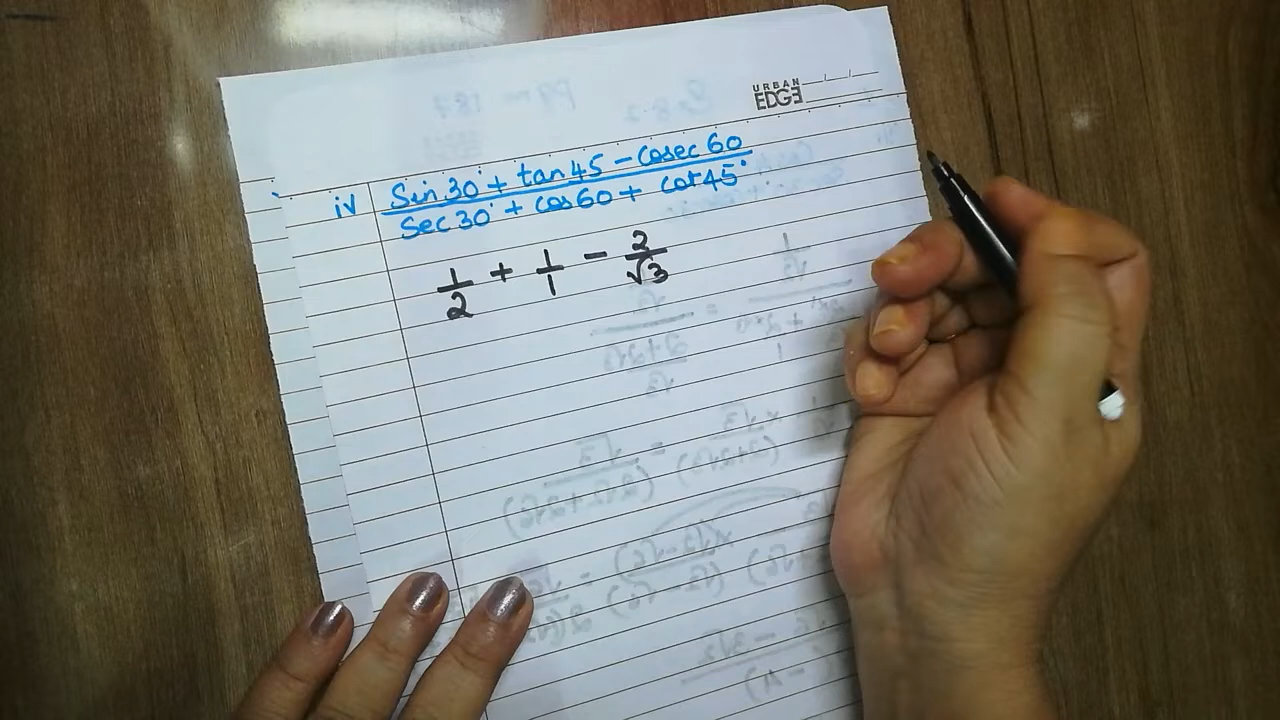 URBAN
EDGE
iv Sin 30° + tan 45 - Cosec 60
Sec 30° + cos 60 + cot 45°
1/2 + 1/1 - 2/√3